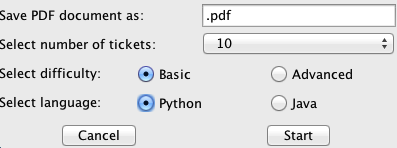 Save PDF document as: .pdf
Select number of tickets: 10
Select difficulty: Basic Advanced
Select language: Python Java
Cancel Start